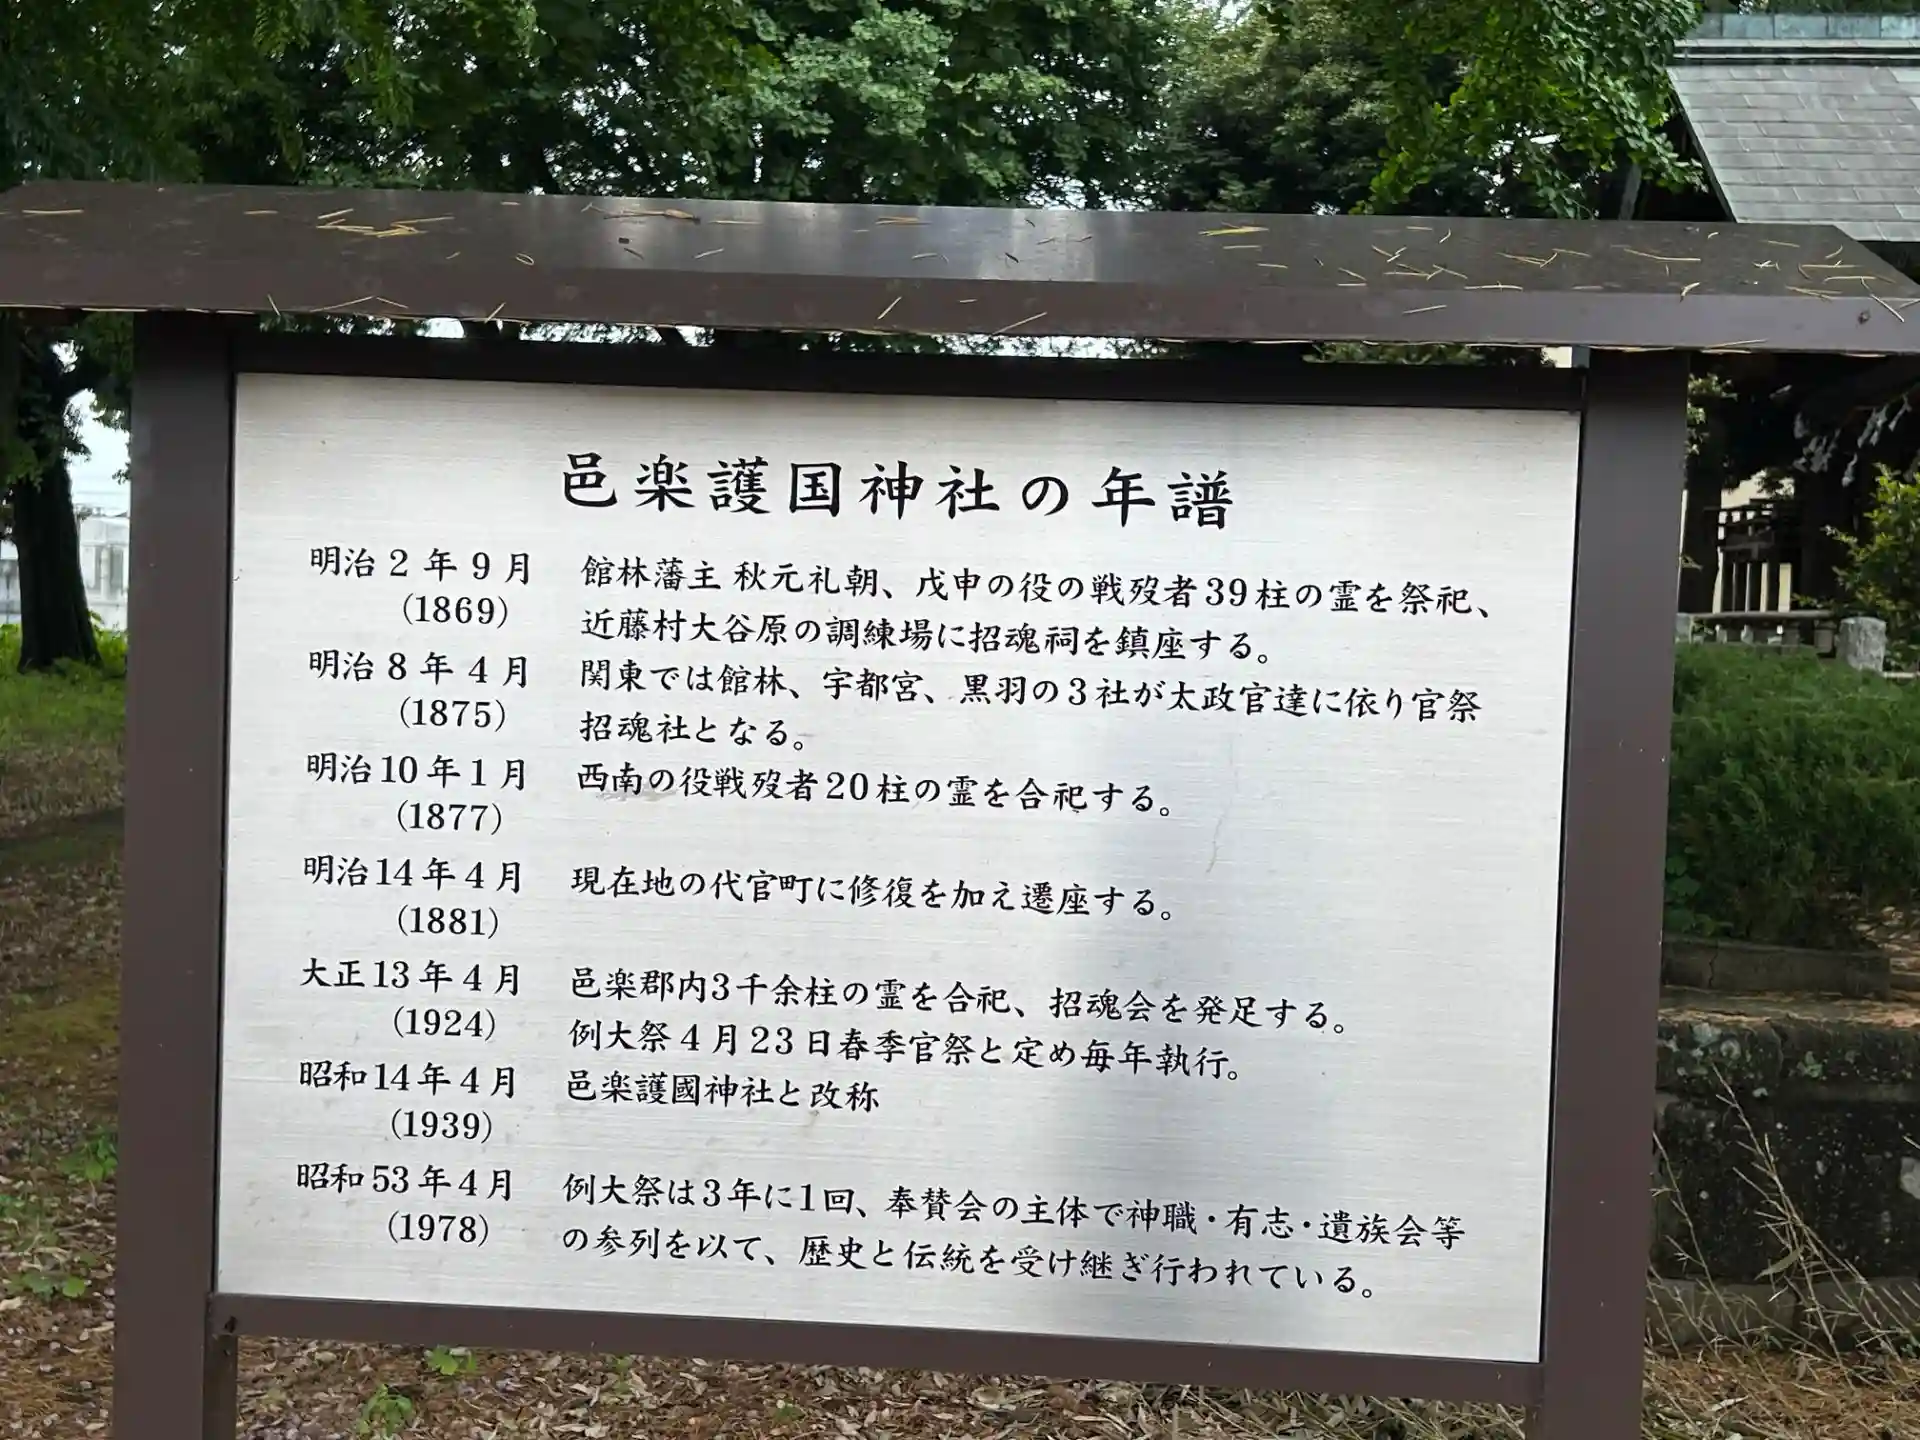 邑楽護国神社の年譜
明治2年9月 館林藩主 秋元礼朝、戊申の役の戦歿者39柱の霊を祭祀、
(1869) 近藤村大谷原の調練場に招魂祠を鎮座する。
明治8年4月 関東では館林、宇都宮、黒羽の3社が太政官達に依り官祭
(1875) 招魂社となる。
明治10年1月 西南の役戦歿者20柱の霊を合祀する。
(1877)
明治14年4月 現在地の代官町に修復を加え遷座する。
(1881)
大正13年4月 邑楽郡内3千余柱の霊を合祀、招魂会を発足する。
(1924) 例大祭4月23日春季官祭と定め毎年執行。
昭和14年4月 邑楽護國神社と改称
(1939)
昭和53年4月 例大祭は3年に1回、奉賛会の主体で神職・有志・遺族会等
(1978) の参列を以て、歴史と伝統を受け継ぎ行われている。